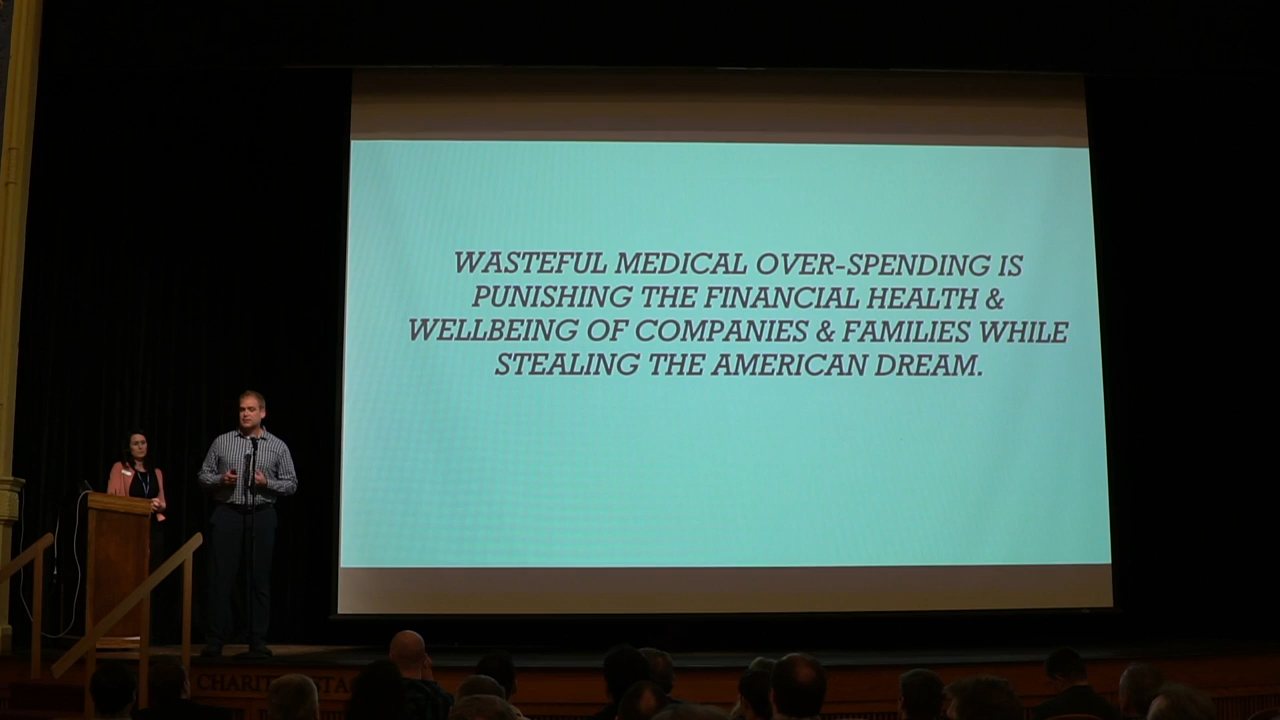 WASTEFUL MEDICAL OVER-SPENDING IS
PUNISHING THE FINANCIAL HEALTH &
WELLBEING OF COMPANIES & FAMILIES WHILE
STEALING THE AMERICAN DREAM.